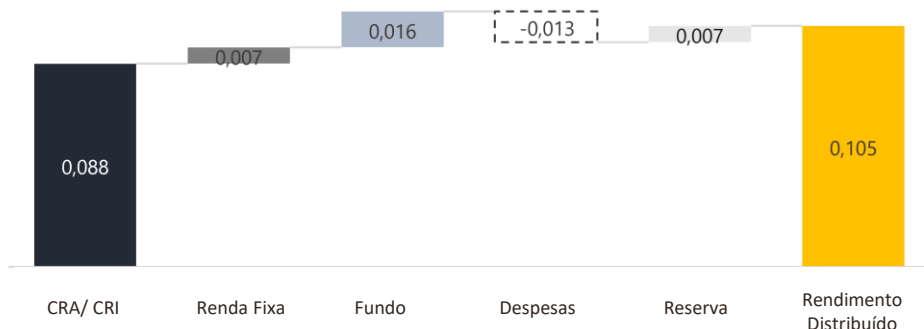 0,088
0,007
0,016
-0,013
0,007
0,105
CRA/ CRI
Renda Fixa
Fundo
Despesas
Reserva
Rendimento
Distribuído